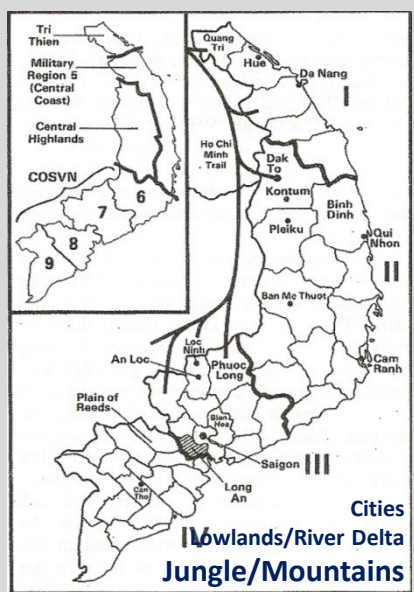 Tri
Thien
Military
Region 5
(Central
Coast)
Central
Highlands
COSVN
6
7
8
9
Quang
Tri
Hue
Da Nang
I
Ho Chi
Minh
Trail
Dak
To
Kontum
Binh
Dinh
Pleiku
Qui
Nhon
II
Ban Me Thuot
Loc
Ninh
An Loc
Phuoc
Long
Cam
Ranh
Plain of
Reeds
Bien
Hoa
Saigon
III
Long
An
Can
Tho
IV
Cities
Lowlands/River Delta
Jungle/Mountains